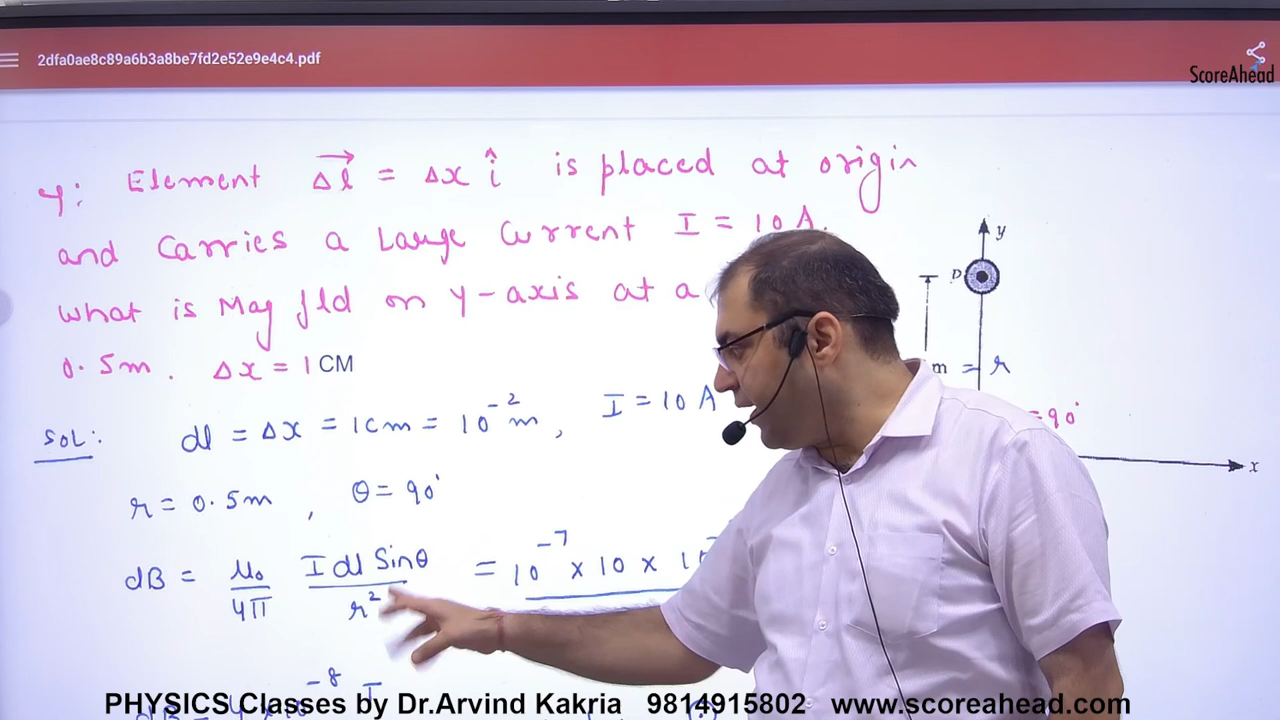 2dfa0ae8c89a6b3a8be7fd2e52e9e4c4.pdf
ScoreAhead
Element Δl = Δx î is placed at origin
and carries a large current I = 10 A.
what is Mag fld on y-axis at a
0.5m. Δx = 1 CM
Sol:
dl = Δx = 1cm = 10⁻² m, I = 10 A
r = 0.5m, θ = 90°
dB = μ₀/4π I dl Sinθ/r² = 10⁻⁷ × 10 × 10
y
P
m = r
= 90°
x
PHYSICS Classes by Dr.Arvind Kakria 9814915802 www.scoreahead.com